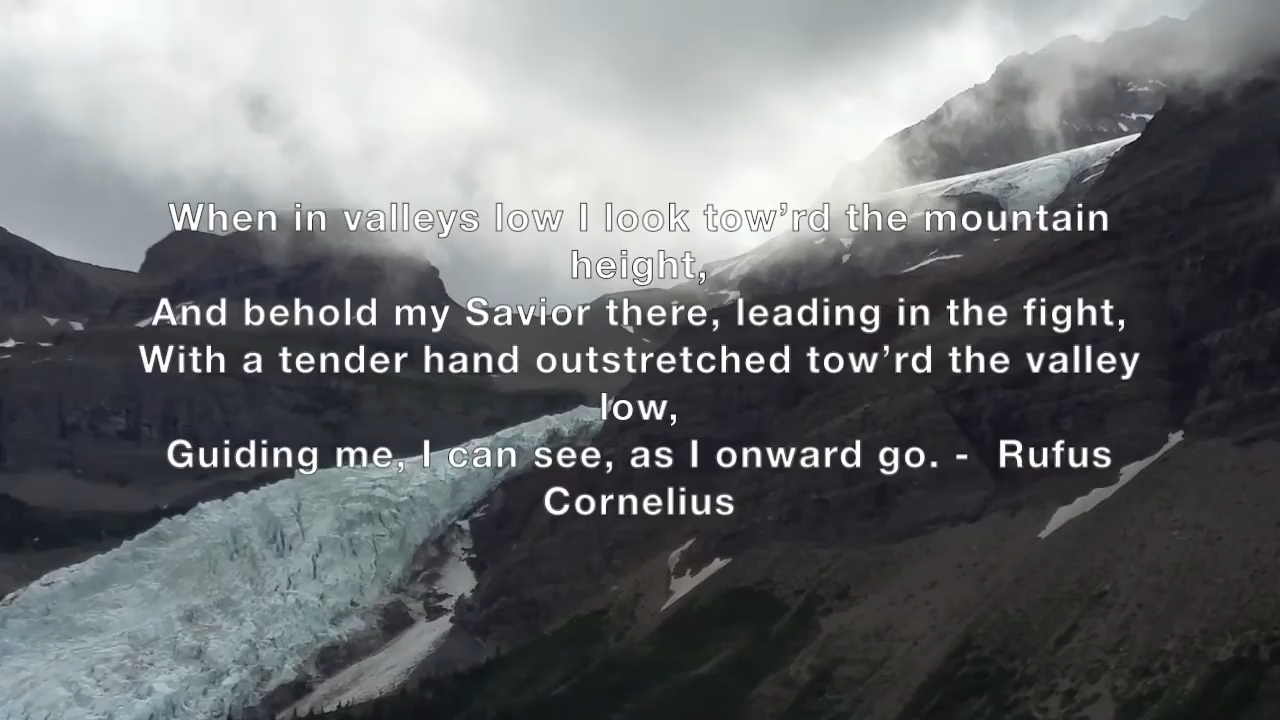 When in valleys low I look tow’rd the mountain
height,
And behold my Savior there, leading in the fight,
With a tender hand outstretched tow’rd the valley
low,
Guiding me, I can see, as I onward go. -  Rufus
Cornelius